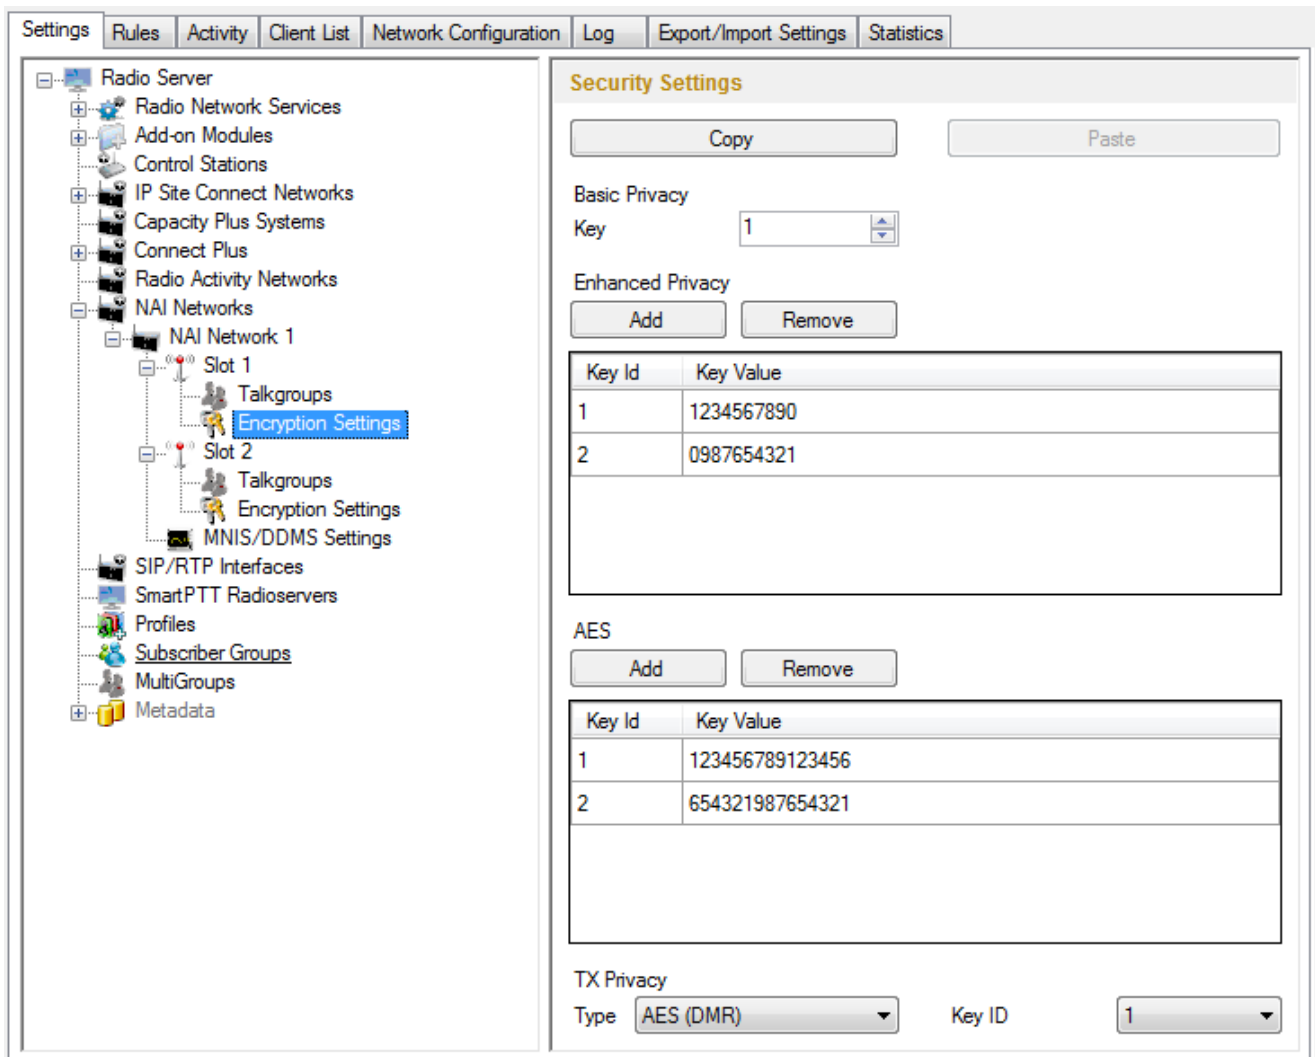 Settings Rules Activity Client List Network Configuration Log Export/Import Settings Statistics
Radio Server
Radio Network Services
Add-on Modules
Control Stations
IP Site Connect Networks
Capacity Plus Systems
Connect Plus
Radio Activity Networks
NAI Networks
NAI Network 1
Slot 1
Talkgroups
Encryption Settings
Slot 2
Talkgroups
Encryption Settings
MNIS/DDMS Settings
SIP/RTP Interfaces
SmartPTT Radioservers
Profiles
Subscriber Groups
MultiGroups
Metadata
Security Settings
Copy Paste
Basic Privacy
Key 1
Enhanced Privacy
Add Remove
Key Id Key Value
1 1234567890
2 0987654321
AES
Add Remove
Key Id Key Value
1 123456789123456
2 654321987654321
TX Privacy
Type AES (DMR) Key ID 1